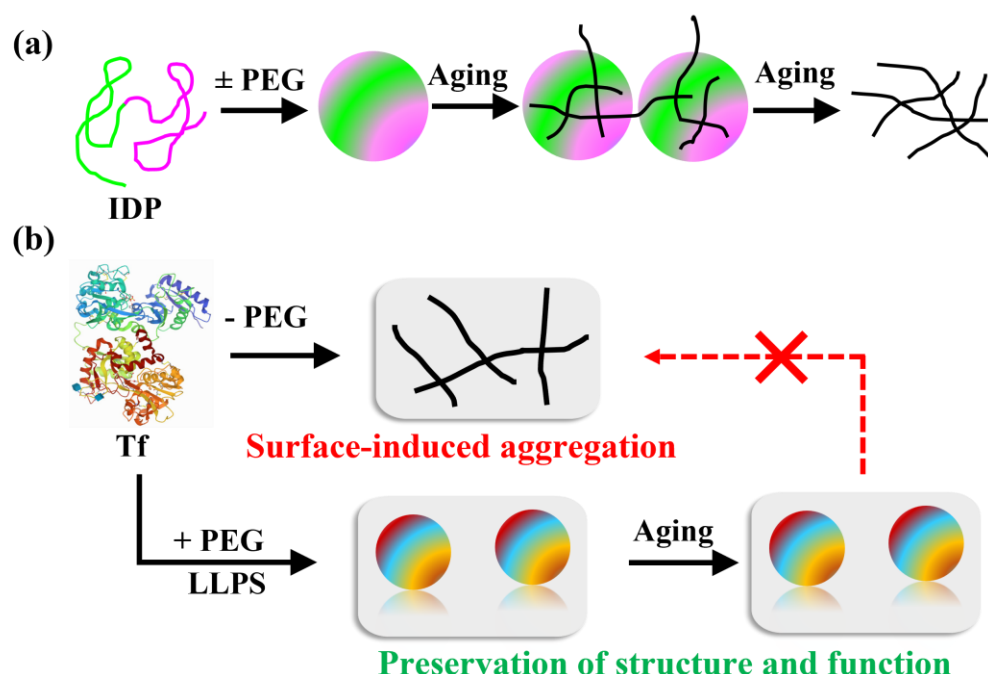 (a)
± PEG
Aging
Aging
IDP
(b)
- PEG
Tf
Surface-induced aggregation
+ PEG
LLPS
Aging
Preservation of structure and function